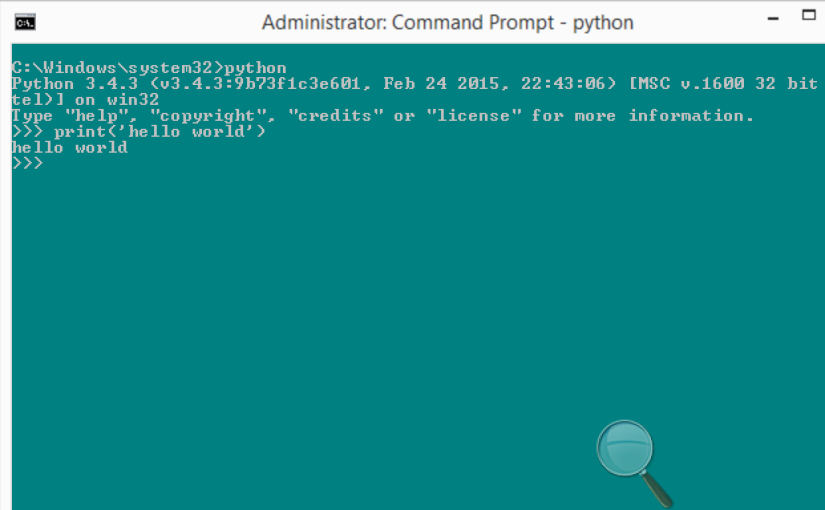 C:\.
Administrator: Command Prompt - python
C:\Windows\system32>python
Python 3.4.3 (v3.4.3:9b73f1c3e601, Feb 24 2015, 22:43:06) [MSC v.1600 32 bit
tel)] on win32
Type "help", "copyright", "credits" or "license" for more information.
>>> print('hello world')
hello world
>>>